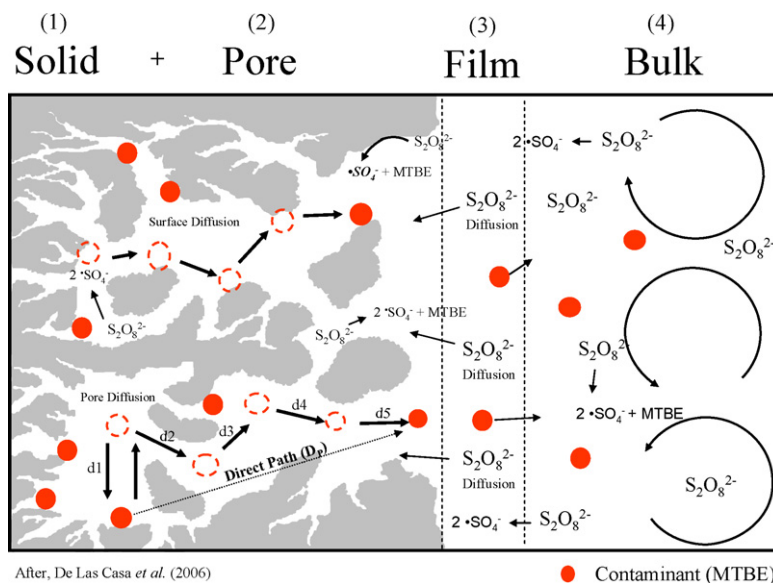 (1) (2) (3) (4)
Solid + Pore Film Bulk
S₂O₈²⁻
2 •SO₄⁻
S₂O₈²⁻
•SO₄⁻ + MTBE
Surface Diffusion
S₂O₈²⁻
Diffusion
S₂O₈²⁻
S₂O₈²⁻
2 •SO₄⁻
S₂O₈²⁻
S₂O₈²⁻
2 •SO₄⁻ + MTBE
S₂O₈²⁻
Diffusion
S₂O₈²⁻
Pore Diffusion
d1
d2
d3
d4
d5
Direct Path (D_P)
2 •SO₄⁻ + MTBE
S₂O₈²⁻
Diffusion
S₂O₈²⁻
2 •SO₄⁻
S₂O₈²⁻
After, De Las Casa et al. (2006)
Contaminant (MTBE)